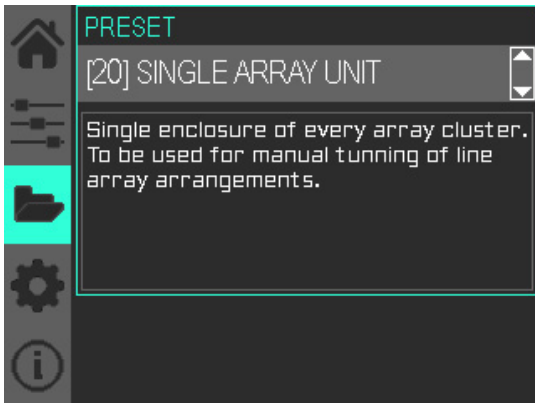 PRESET
[20] SINGLE ARRAY UNIT
Single enclosure of every array cluster.
To be used for manual tunning of line
array arrangements.